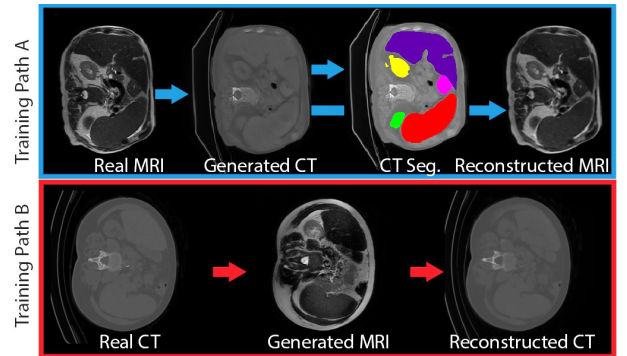 Training Path A
Real MRI
Generated CT
CT Seg.
Reconstructed MRI
Training Path B
Real CT
Generated MRI
Reconstructed CT